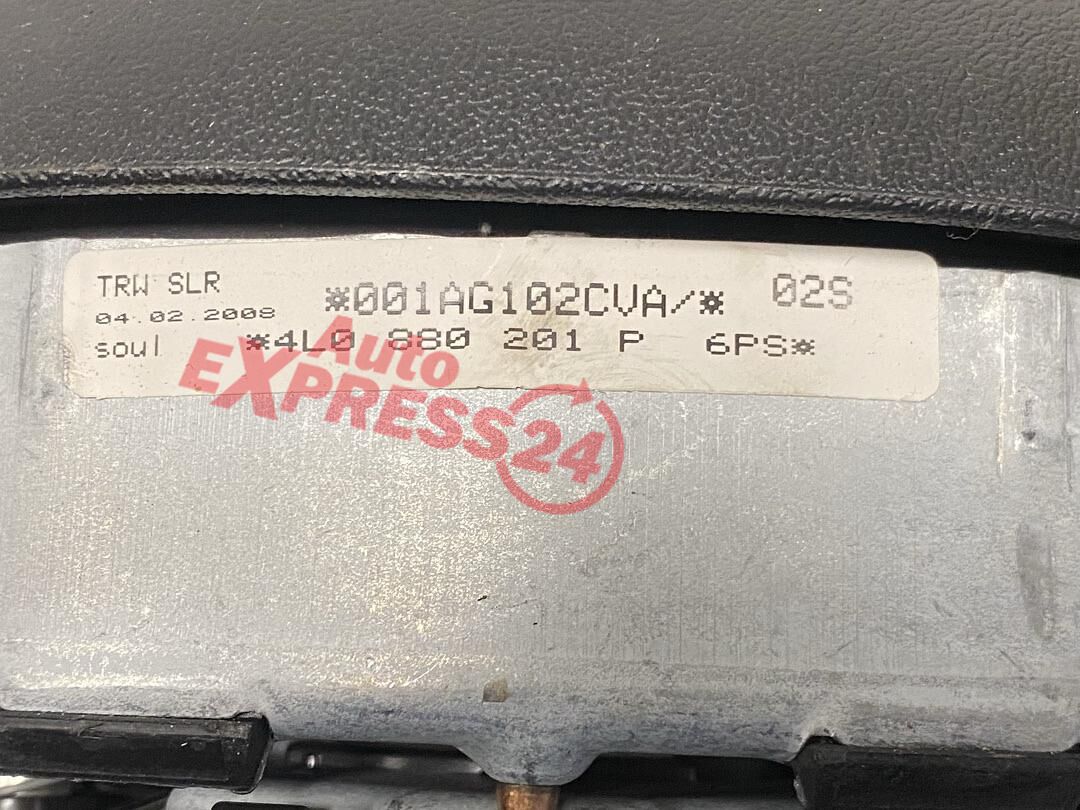 TRW SLR
04.02.2008
soul
*001AG102CVA/*
02S
*4L0 880 201 P 6PS*
Auto
EXPRESS24